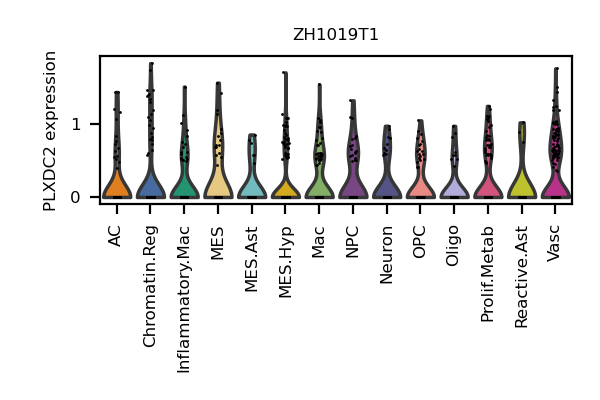 ZH1019T1
PLXDC2 expression
1
0
AC
Chromatin.Reg
Inflammatory.Mac
MES
MES.Ast
MES.Hyp
Mac
NPC
Neuron
OPC
Oligo
Prolif.Metab
Reactive.Ast
Vasc